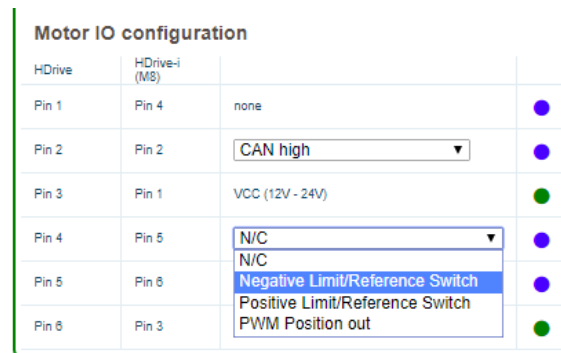 Motor IO configuration
HDrive HDrive-i
(M8)
Pin 1 Pin 4 none
Pin 2 Pin 2 CAN high
Pin 3 Pin 1 VCC (12V - 24V)
Pin 4 Pin 5 N/C
N/C
Pin 5 Pin 6 Negative Limit/Reference Switch
Positive Limit/Reference Switch
Pin 6 Pin 3 PWM Position out